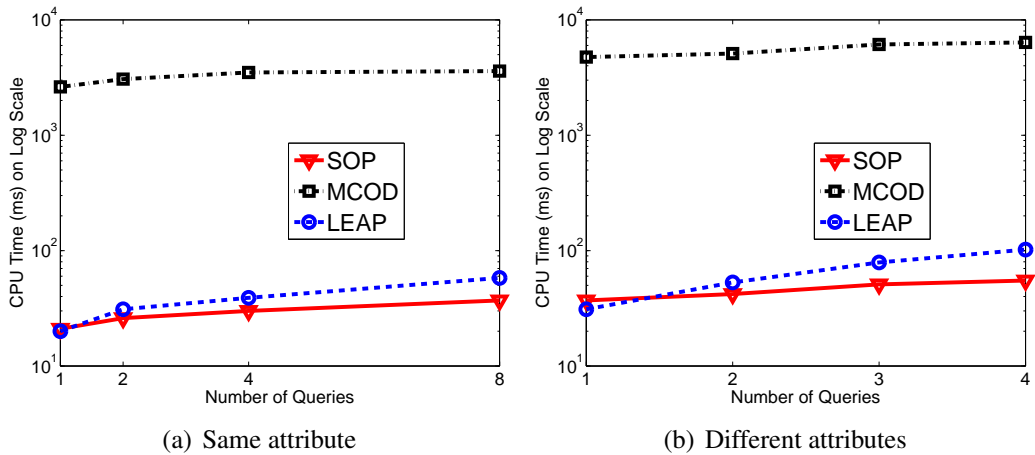 CPU Time (ms) on Log Scale
10^4
10^3
10^2
10^1
SOP
MCOD
LEAP
1 2 4 8
Number of Queries
(a) Same attribute
CPU Time (ms) on Log Scale
10^4
10^3
10^2
10^1
SOP
MCOD
LEAP
1 2 3 4
Number of Queries
(b) Different attributes